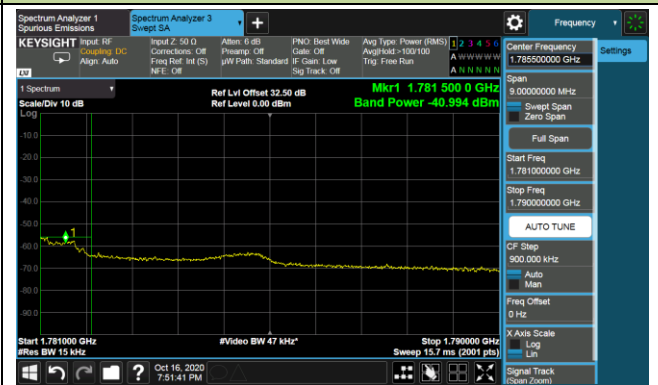 Spectrum Analyzer 1
Spurious Emissions
Spectrum Analyzer 3
Swept SA
+
Frequency
KEYSIGHT
Input: RF
Coupling: DC
Align: Auto
Input Z: 50 Ω
Corrections: Off
Freq Ref: Int (S)
NFE: Off
Atten: 6 dB
Preamp: Off
µW Path: Standard
PNO: Best Wide
Gate: Off
IF Gain: Low
Sig Track: Off
Avg Type: Power (RMS)
Avg|Hold >100/100
Trig: Free Run
1 2 3 4 5 6
A W W W W W
A N N N N N
LXI
1 Spectrum
Scale/Div 10 dB
Ref Lvl Offset 32.50 dB
Ref Level 0.00 dBm
Mkr1 1.781 500 0 GHz
Band Power -40.994 dBm
Log
-10.0
-20.0
-30.0
-40.0
-50.0
-60.0
-70.0
-80.0
-90.0
1
Start 1.781000 GHz
#Res BW 15 kHz
#Video BW 47 kHz*
Stop 1.790000 GHz
Sweep 15.7 ms (2001 pts)
Center Frequency
1.785500000 GHz
Settings
Span
9.00000000 MHz
Swept Span
Zero Span
Full Span
Start Freq
1.781000000 GHz
Stop Freq
1.790000000 GHz
AUTO TUNE
CF Step
900.000 kHz
Auto
Man
Freq Offset
0 Hz
X Axis Scale
Log
Lin
Signal Track
(Span Zoom)
?
Oct 16, 2020
7:51:41 PM